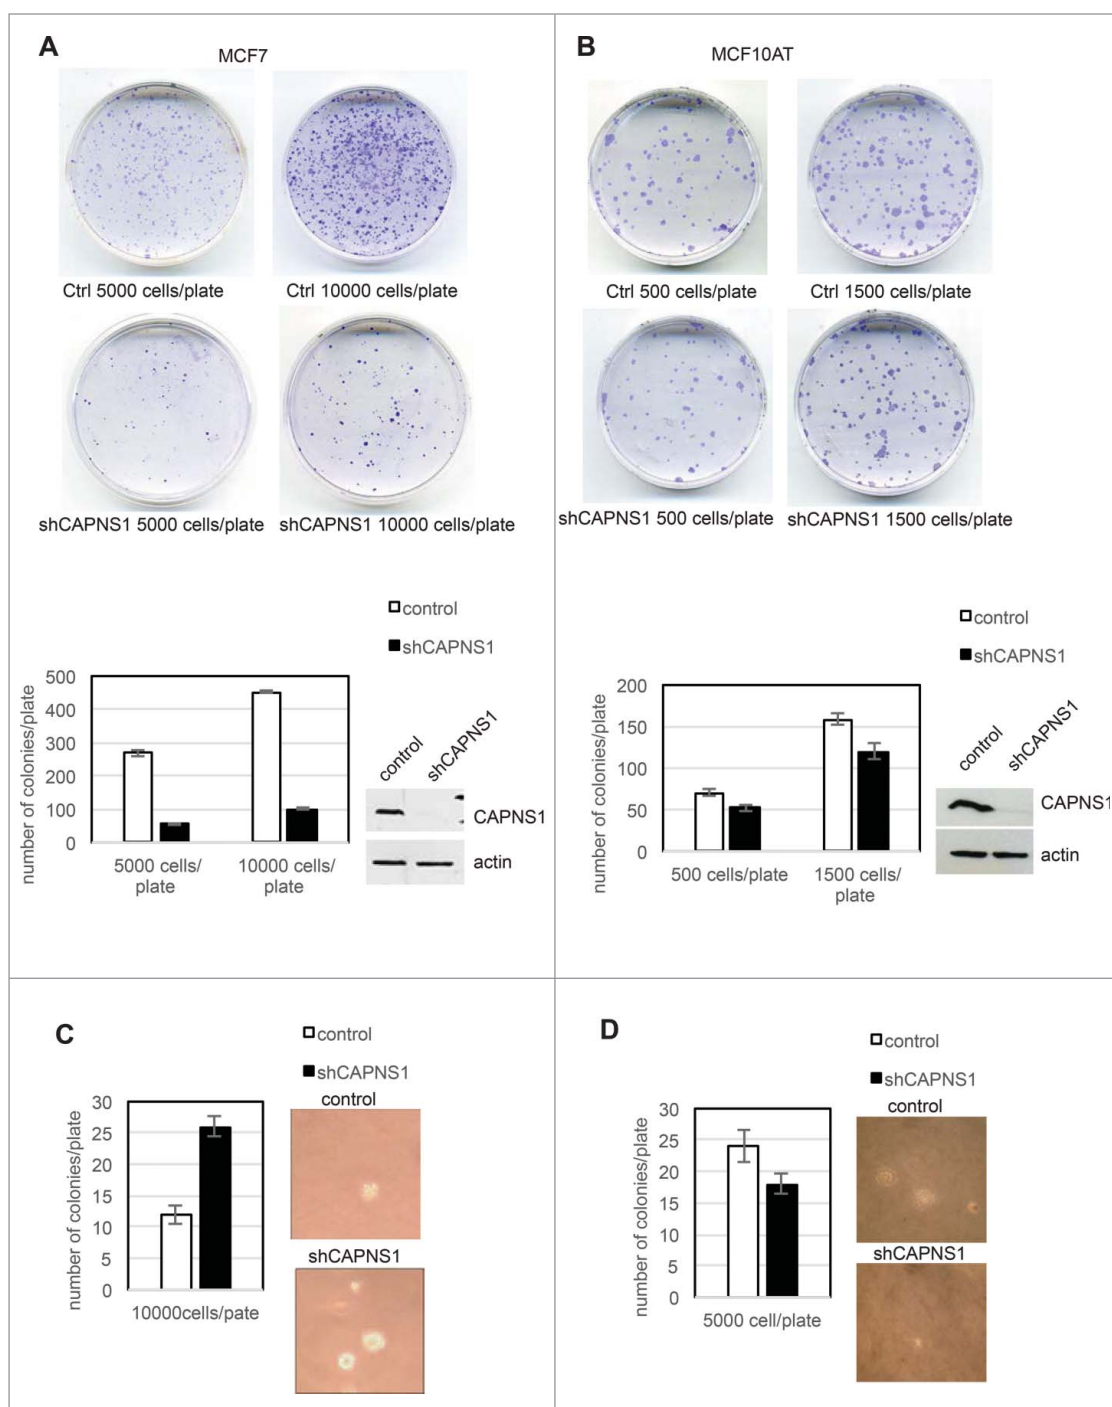 A
MCF7
Ctrl 5000 cells/plate
Ctrl 10000 cells/plate
shCAPNS1 5000 cells/plate
shCAPNS1 10000 cells/plate
control
shCAPNS1
number of colonies/plate
500
400
300
200
100
0
5000 cells/
plate
10000 cells/
plate
control
shCAPNS1
CAPNS1
actin
B
MCF10AT
Ctrl 500 cells/plate
Ctrl 1500 cells/plate
shCAPNS1 500 cells/plate
shCAPNS1 1500 cells/plate
control
shCAPNS1
number of colonies/plate
200
150
100
50
0
500 cells/plate
1500 cells/
plate
control
shCAPNS1
CAPNS1
actin
C
control
shCAPNS1
number of colonies/plate
30
25
20
15
10
5
0
10000cells/pate
control
shCAPNS1
D
control
shCAPNS1
number of colonies/plate
30
25
20
15
10
5
0
5000 cell/plate
control
shCAPNS1